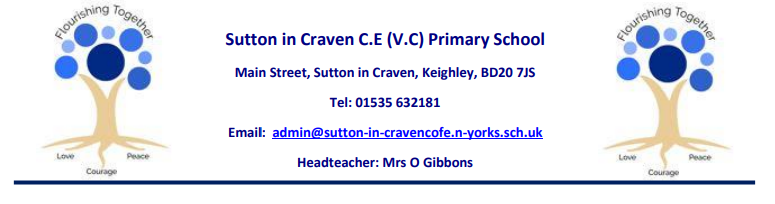 Flourishing Together
Love
Peace
Courage
Sutton in Craven C.E (V.C) Primary School
Main Street, Sutton in Craven, Keighley, BD20 7JS
Tel: 01535 632181
Email: admin@sutton-in-cravencofe.n-yorks.sch.uk
Headteacher: Mrs O Gibbons
Flourishing Together
Love
Peace
Courage